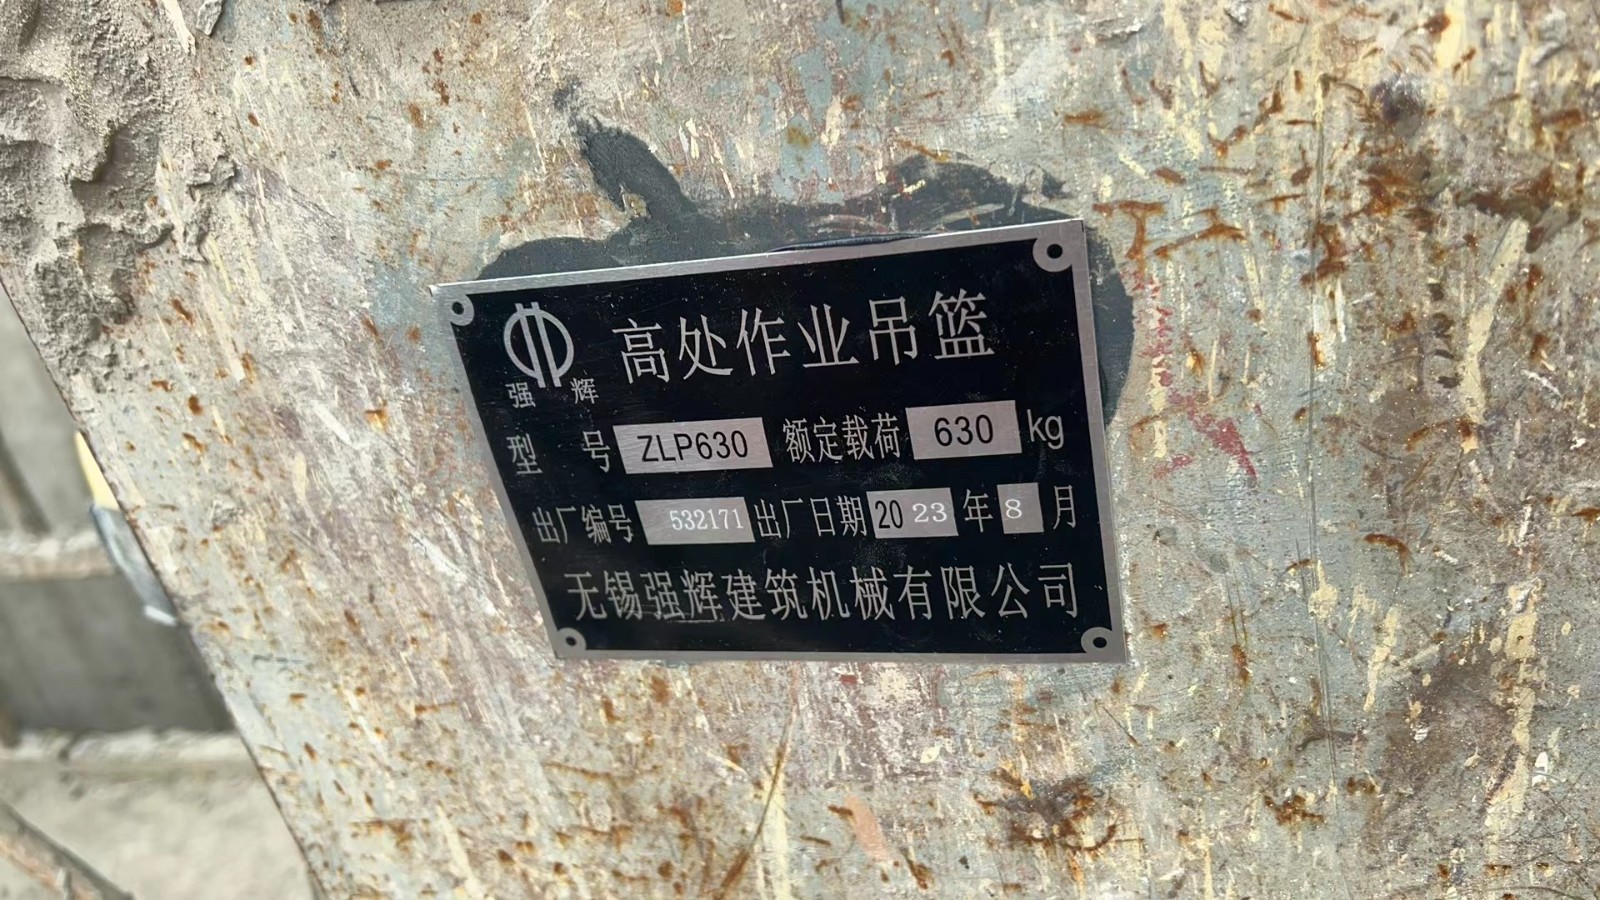 高处作业吊篮
强辉
型号 ZLP630 额定载荷 630 kg
出厂编号 532171 出厂日期 2023 年 8 月
无锡强辉建筑机械有限公司